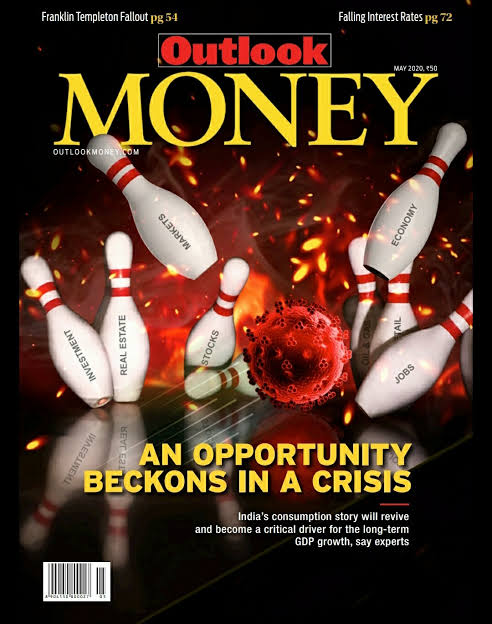 Franklin Templeton Fallout pg 54
Falling Interest Rates pg 72
Outlook
MONEY
MAY 2020, ₹50
OUTLOOKMONEY.COM
MARKETS
ECONOMY
INVESTMENT
REAL ESTATE
STOCKS
OIL & GAS
JOBS
AN OPPORTUNITY
BECKONS IN A CRISIS
India's consumption story will revive
and become a critical driver for the long-term
GDP growth, say experts